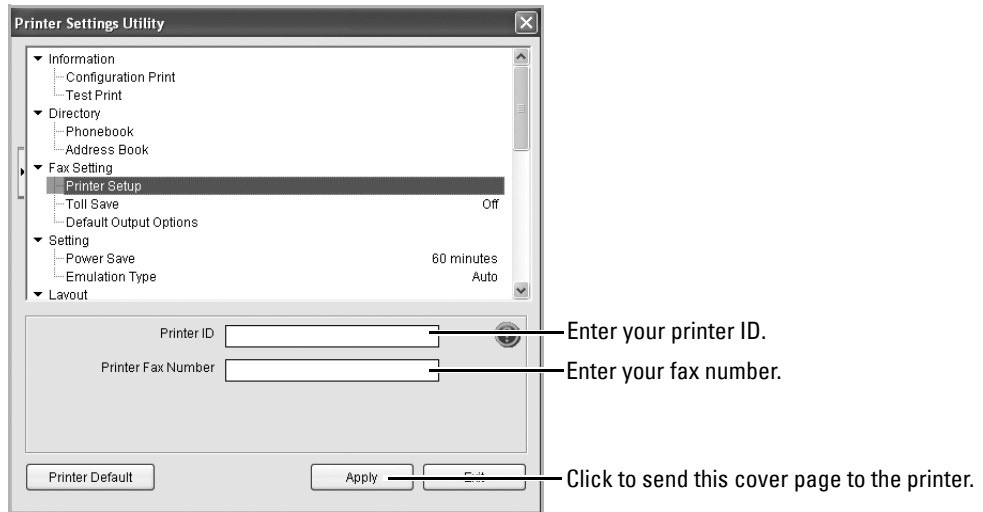 Printer Settings Utility
Information
Configuration Print
Test Print
Directory
Phonebook
Address Book
Fax Setting
Printer Setup
Toll Save Off
Default Output Options
Setting
Power Save 60 minutes
Emulation Type Auto
Layout
Printer ID
Enter your printer ID.
Printer Fax Number
Enter your fax number.
Printer Default
Apply
Exit
Click to send this cover page to the printer.